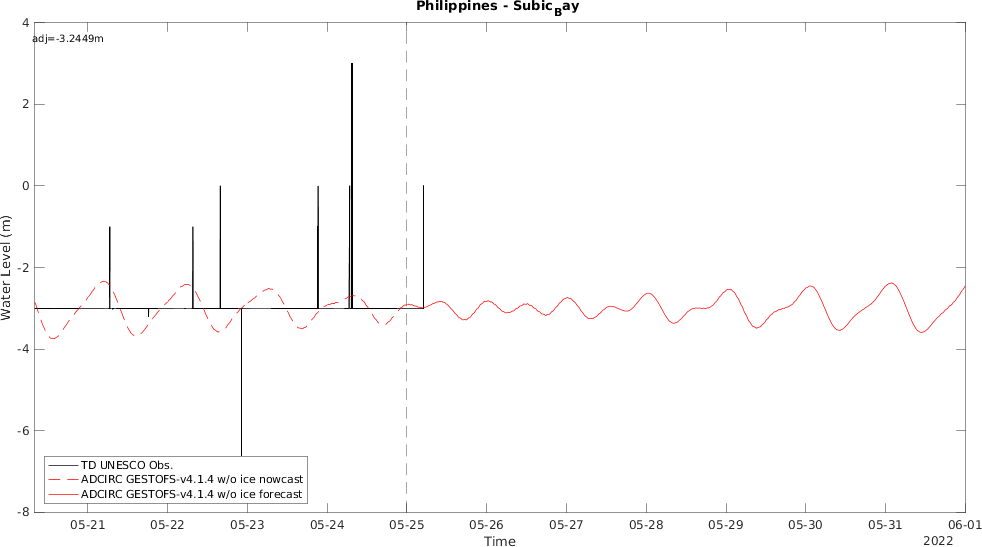 Philippines - Subic_Bay
adj=-3.2449m
4
2
0
-2
-4
-6
-8
Water Level (m)
TD UNESCO Obs.
ADCIRC GESTOFS-v4.1.4 w/o ice nowcast
ADCIRC GESTOFS-v4.1.4 w/o ice forecast
05-21 05-22 05-23 05-24 05-25 05-26 05-27 05-28 05-29 05-30 05-31 06-01
Time
2022